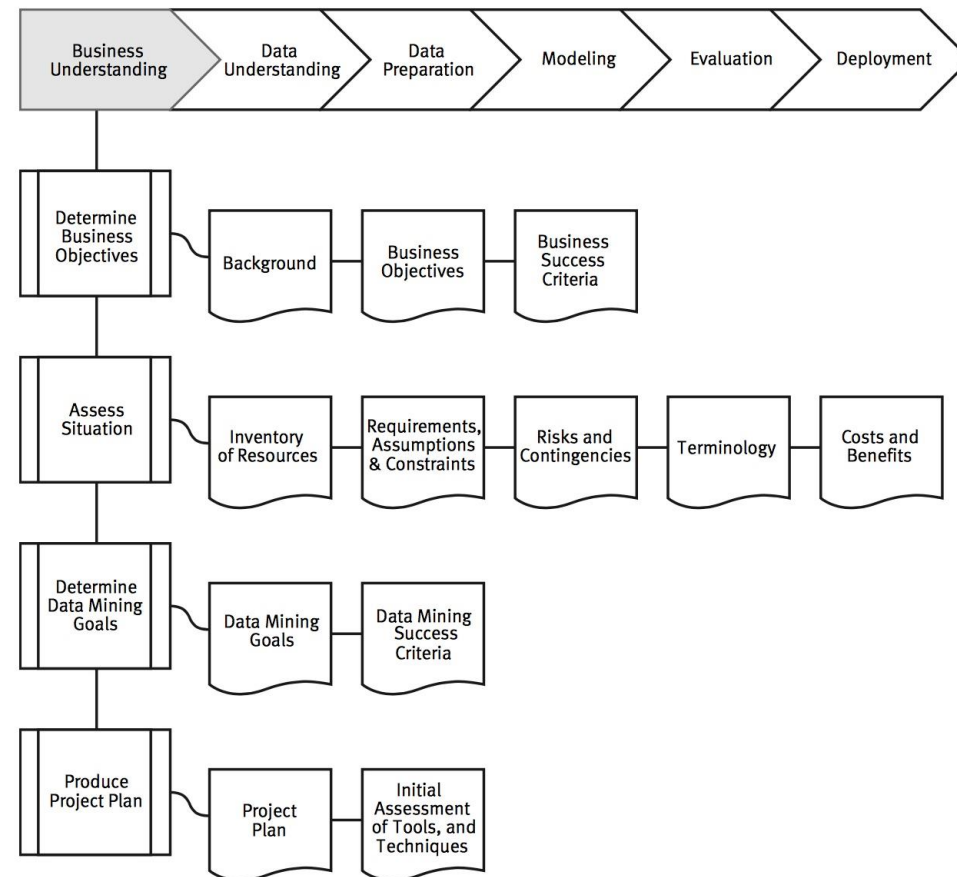 Business
Understanding
Data
Understanding
Data
Preparation
Modeling
Evaluation
Deployment
Determine
Business
Objectives
Background
Business
Objectives
Business
Success
Criteria
Assess
Situation
Inventory
of Resources
Requirements,
Assumptions
& Constraints
Risks and
Contingencies
Terminology
Costs and
Benefits
Determine
Data Mining
Goals
Data Mining
Goals
Data Mining
Success
Criteria
Produce
Project Plan
Project
Plan
Initial
Assessment
of Tools, and
Techniques